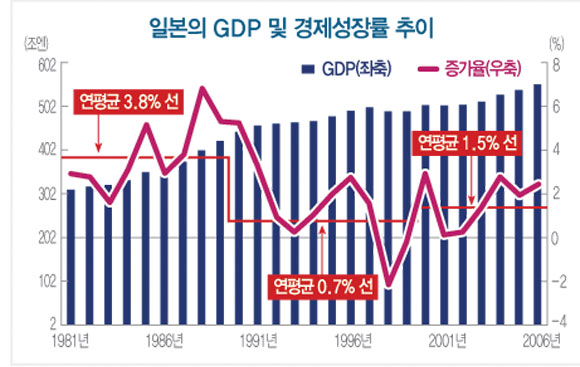 일본의 GDP 및 경제성장률 추이
(조엔)
(%)
GDP(좌축)
증가율(우축)
602
502
402
302
202
102
2
8
6
4
2
0
-2
-4
연평균 3.8% 선
연평균 1.5% 선
연평균 0.7% 선
1981년
1986년
1991년
1996년
2001년
2006년